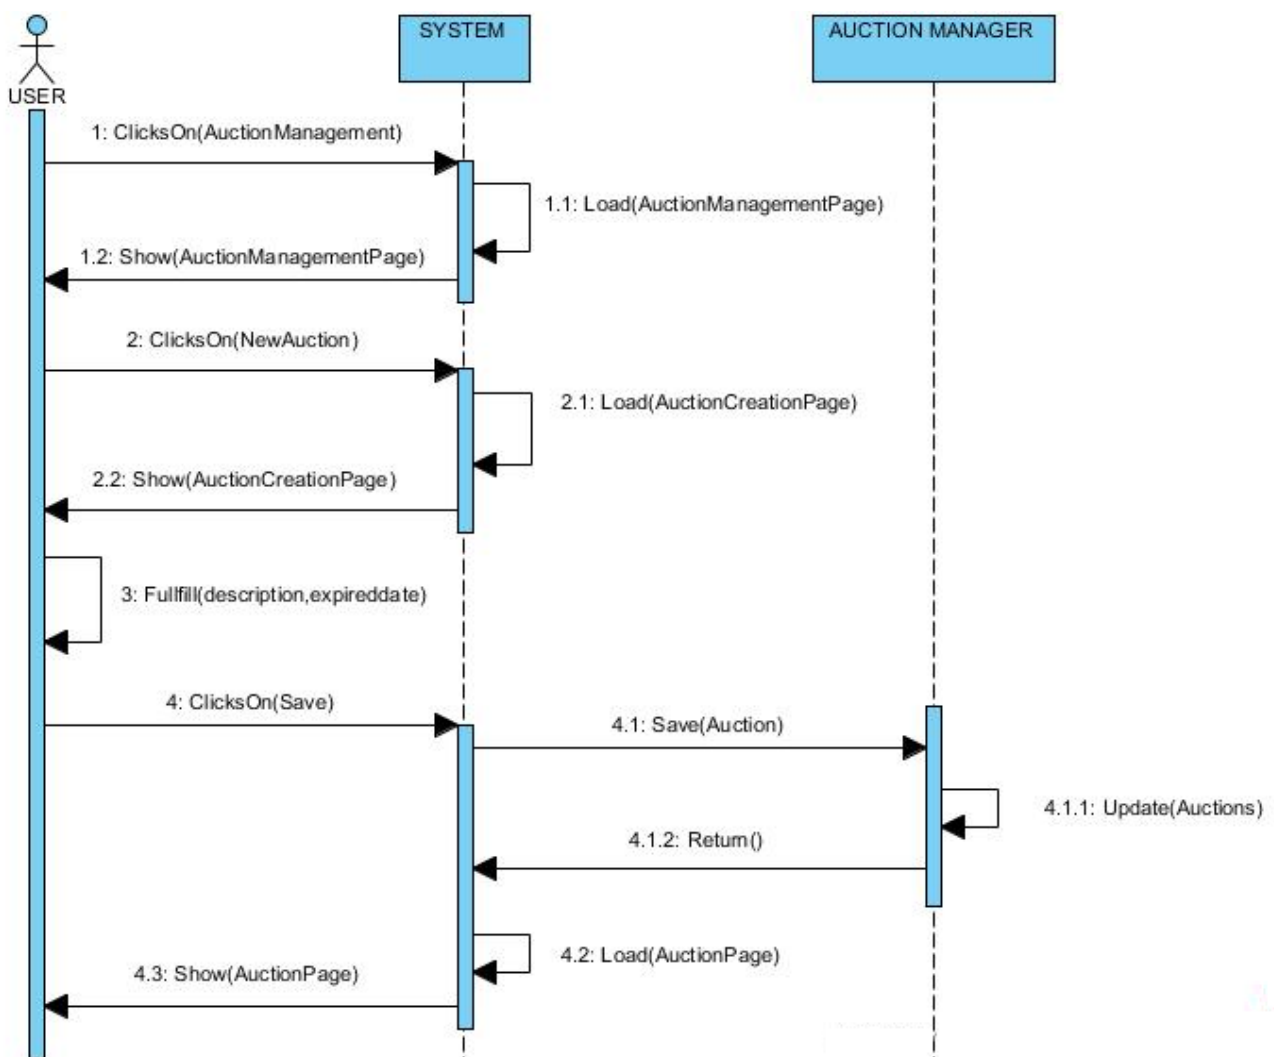 SYSTEM
AUCTION MANAGER
USER
1: ClicksOn(AuctionManagement)
1.1: Load(AuctionManagementPage)
1.2: Show(AuctionManagementPage)
2: ClicksOn(NewAuction)
2.1: Load(AuctionCreationPage)
2.2: Show(AuctionCreationPage)
3: Fullfill(description,expireddate)
4: ClicksOn(Save)
4.1: Save(Auction)
4.1.1: Update(Auctions)
4.1.2: Return()
4.2: Load(AuctionPage)
4.3: Show(AuctionPage)